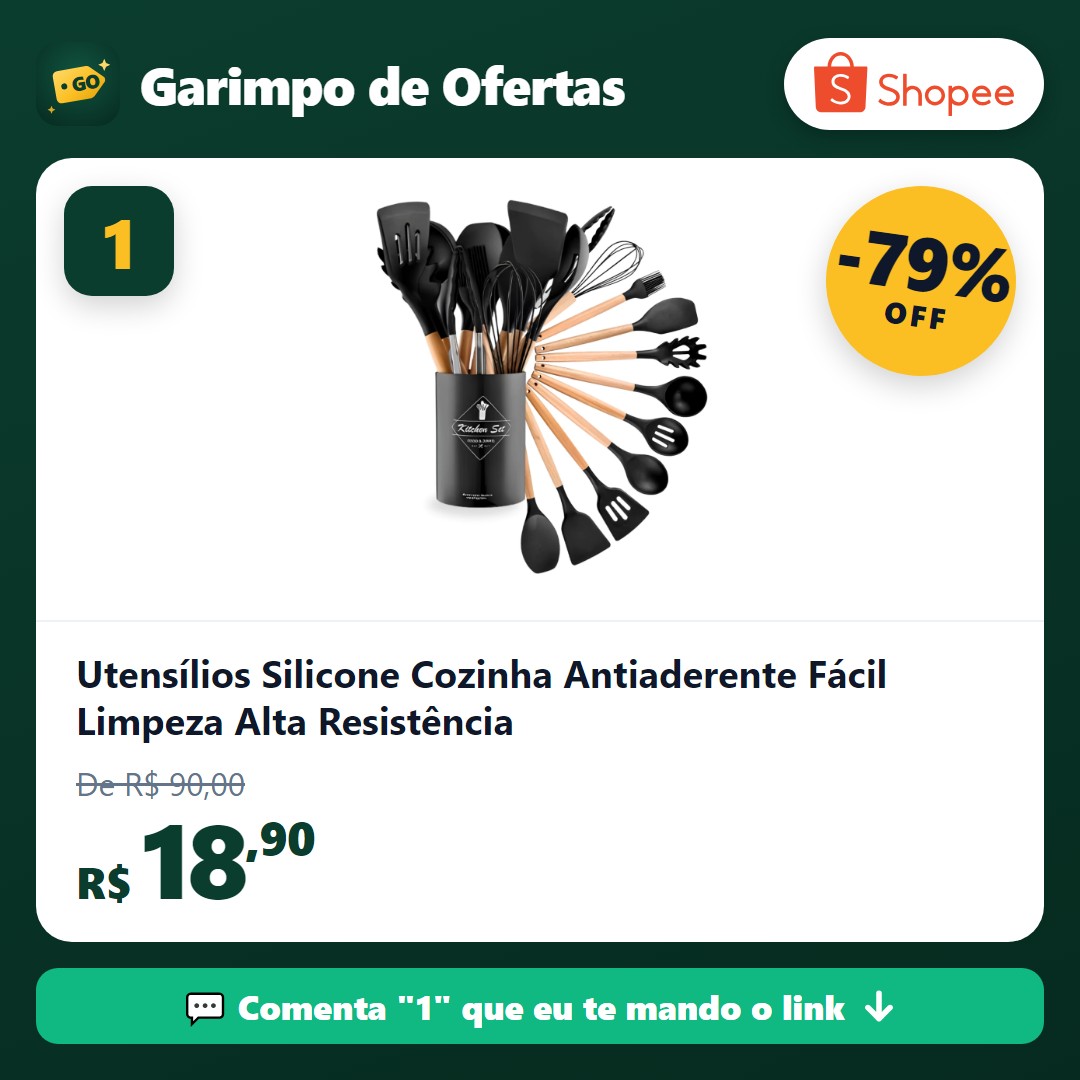 GO
Garimpo de Ofertas
Shopee
1
-79%
OFF
Kitchen Set
Utensílios Silicone Cozinha Antiaderente Fácil
Limpeza Alta Resistência
De R$ 90,00
R$ 18,90
💬 Comenta "1" que eu te mando o link ↓